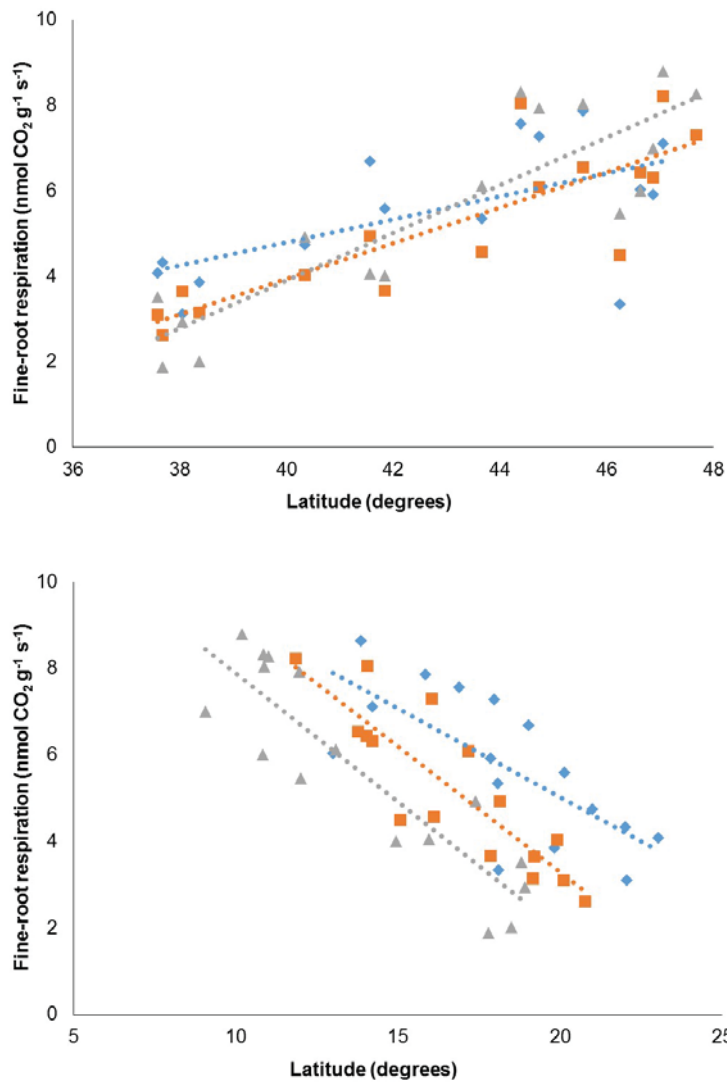 10
8
6
4
2
0
Fine-root respiration (nmol CO₂ g⁻¹ s⁻¹)
36 38 40 42 44 46 48
Latitude (degrees)
10
8
6
4
2
0
Fine-root respiration (nmol CO₂ g⁻¹ s⁻¹)
5 10 15 20 25
Latitude (degrees)